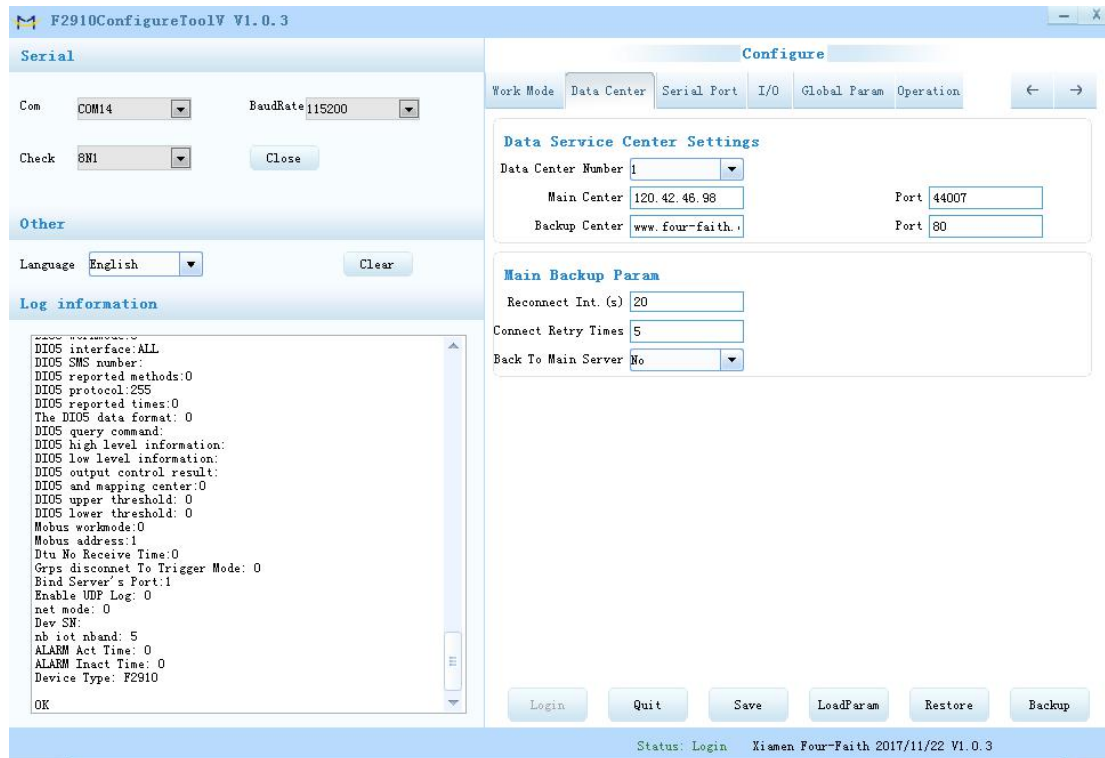 F2910ConfigureToolV V1.0.3
Serial
Com COM14 BaudRate 115200
Check 8N1 Close
Other
Language English Clear
Log information
DIO5 interface:ALL
DIO5 SMS number:
DIO5 reported methods:0
DIO5 protocol:255
DIO5 reported times:0
The DIO5 data format: 0
DIO5 query command:
DIO5 high level information:
DIO5 low level information:
DIO5 output control result:
DIO5 and mapping center:0
DIO5 upper threshold: 0
DIO5 lower threshold: 0
Mobus workmode:0
Mobus address:1
Dtu No Receive Time:0
Grps disconnet To Trigger Mode: 0
Bind Server's Port:1
Enable UDP Log: 0
net mode: 0
Dev SN:
nb iot nband: 5
ALARM Act Time: 0
ALARM Inact Time: 0
Device Type: F2910
OK
Configure
Work Mode Data Center Serial Port I/O Global Param Operation ← →
Data Service Center Settings
Data Center Number 1
Main Center 120.42.46.98 Port 44007
Backup Center www.four-faith. Port 80
Main Backup Param
Reconnect Int.(s) 20
Connect Retry Times 5
Back To Main Server No
Login Quit Save LoadParam Restore Backup
Status: Login Xiamen Four-Faith 2017/11/22 V1.0.3